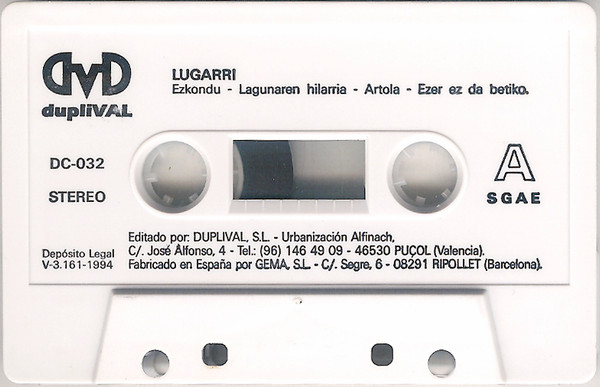 DMD
dupliVAL
LUGARRI
Ezkondu - Lagunaren hilarria - Artola - Ezer ez da betiko.
DC-032
STEREO
A
SGAE
Depósito Legal
V-3.161-1994
Editado por: DUPLIVAL, S.L. - Urbanización Alfinach,
C/. José Alfonso, 4 - Tel.: (96) 146 49 09 - 46530 PUÇOL (Valencia).
Fabricado en España por GEMA, S.L. - C/. Segre, 6 - 08291 RIPOLLET (Barcelona).